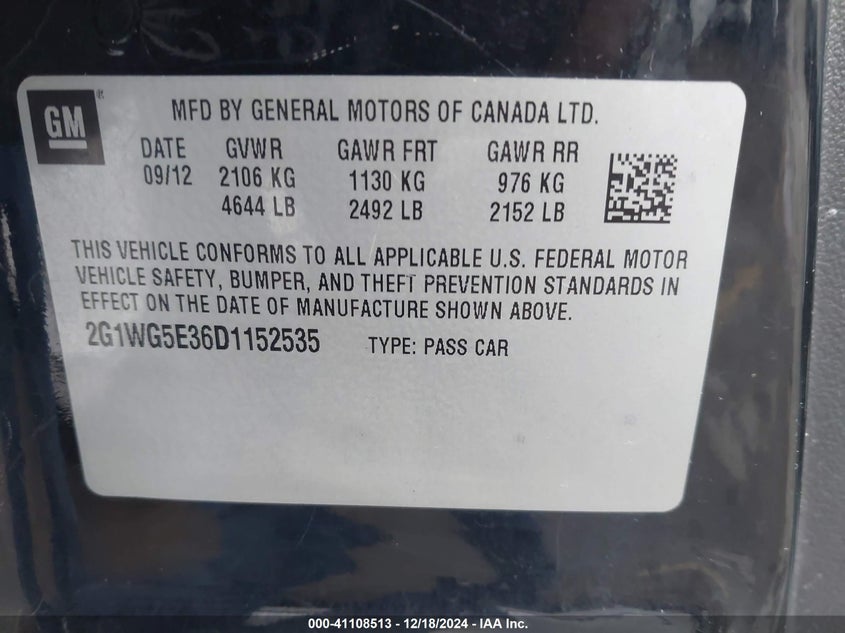 GM®
MFD BY GENERAL MOTORS OF CANADA LTD.
DATE GVWR GAWR FRT GAWR RR
09/12 2106 KG 1130 KG 976 KG
4644 LB 2492 LB 2152 LB
THIS VEHICLE CONFORMS TO ALL APPLICABLE U.S. FEDERAL MOTOR
VEHICLE SAFETY, BUMPER, AND THEFT PREVENTION STANDARDS IN
EFFECT ON THE DATE OF MANUFACTURE SHOWN ABOVE.
2G1WG5E36D1152535 TYPE: PASS CAR
000-41108513 - 12/18/2024 - © IAA Inc.